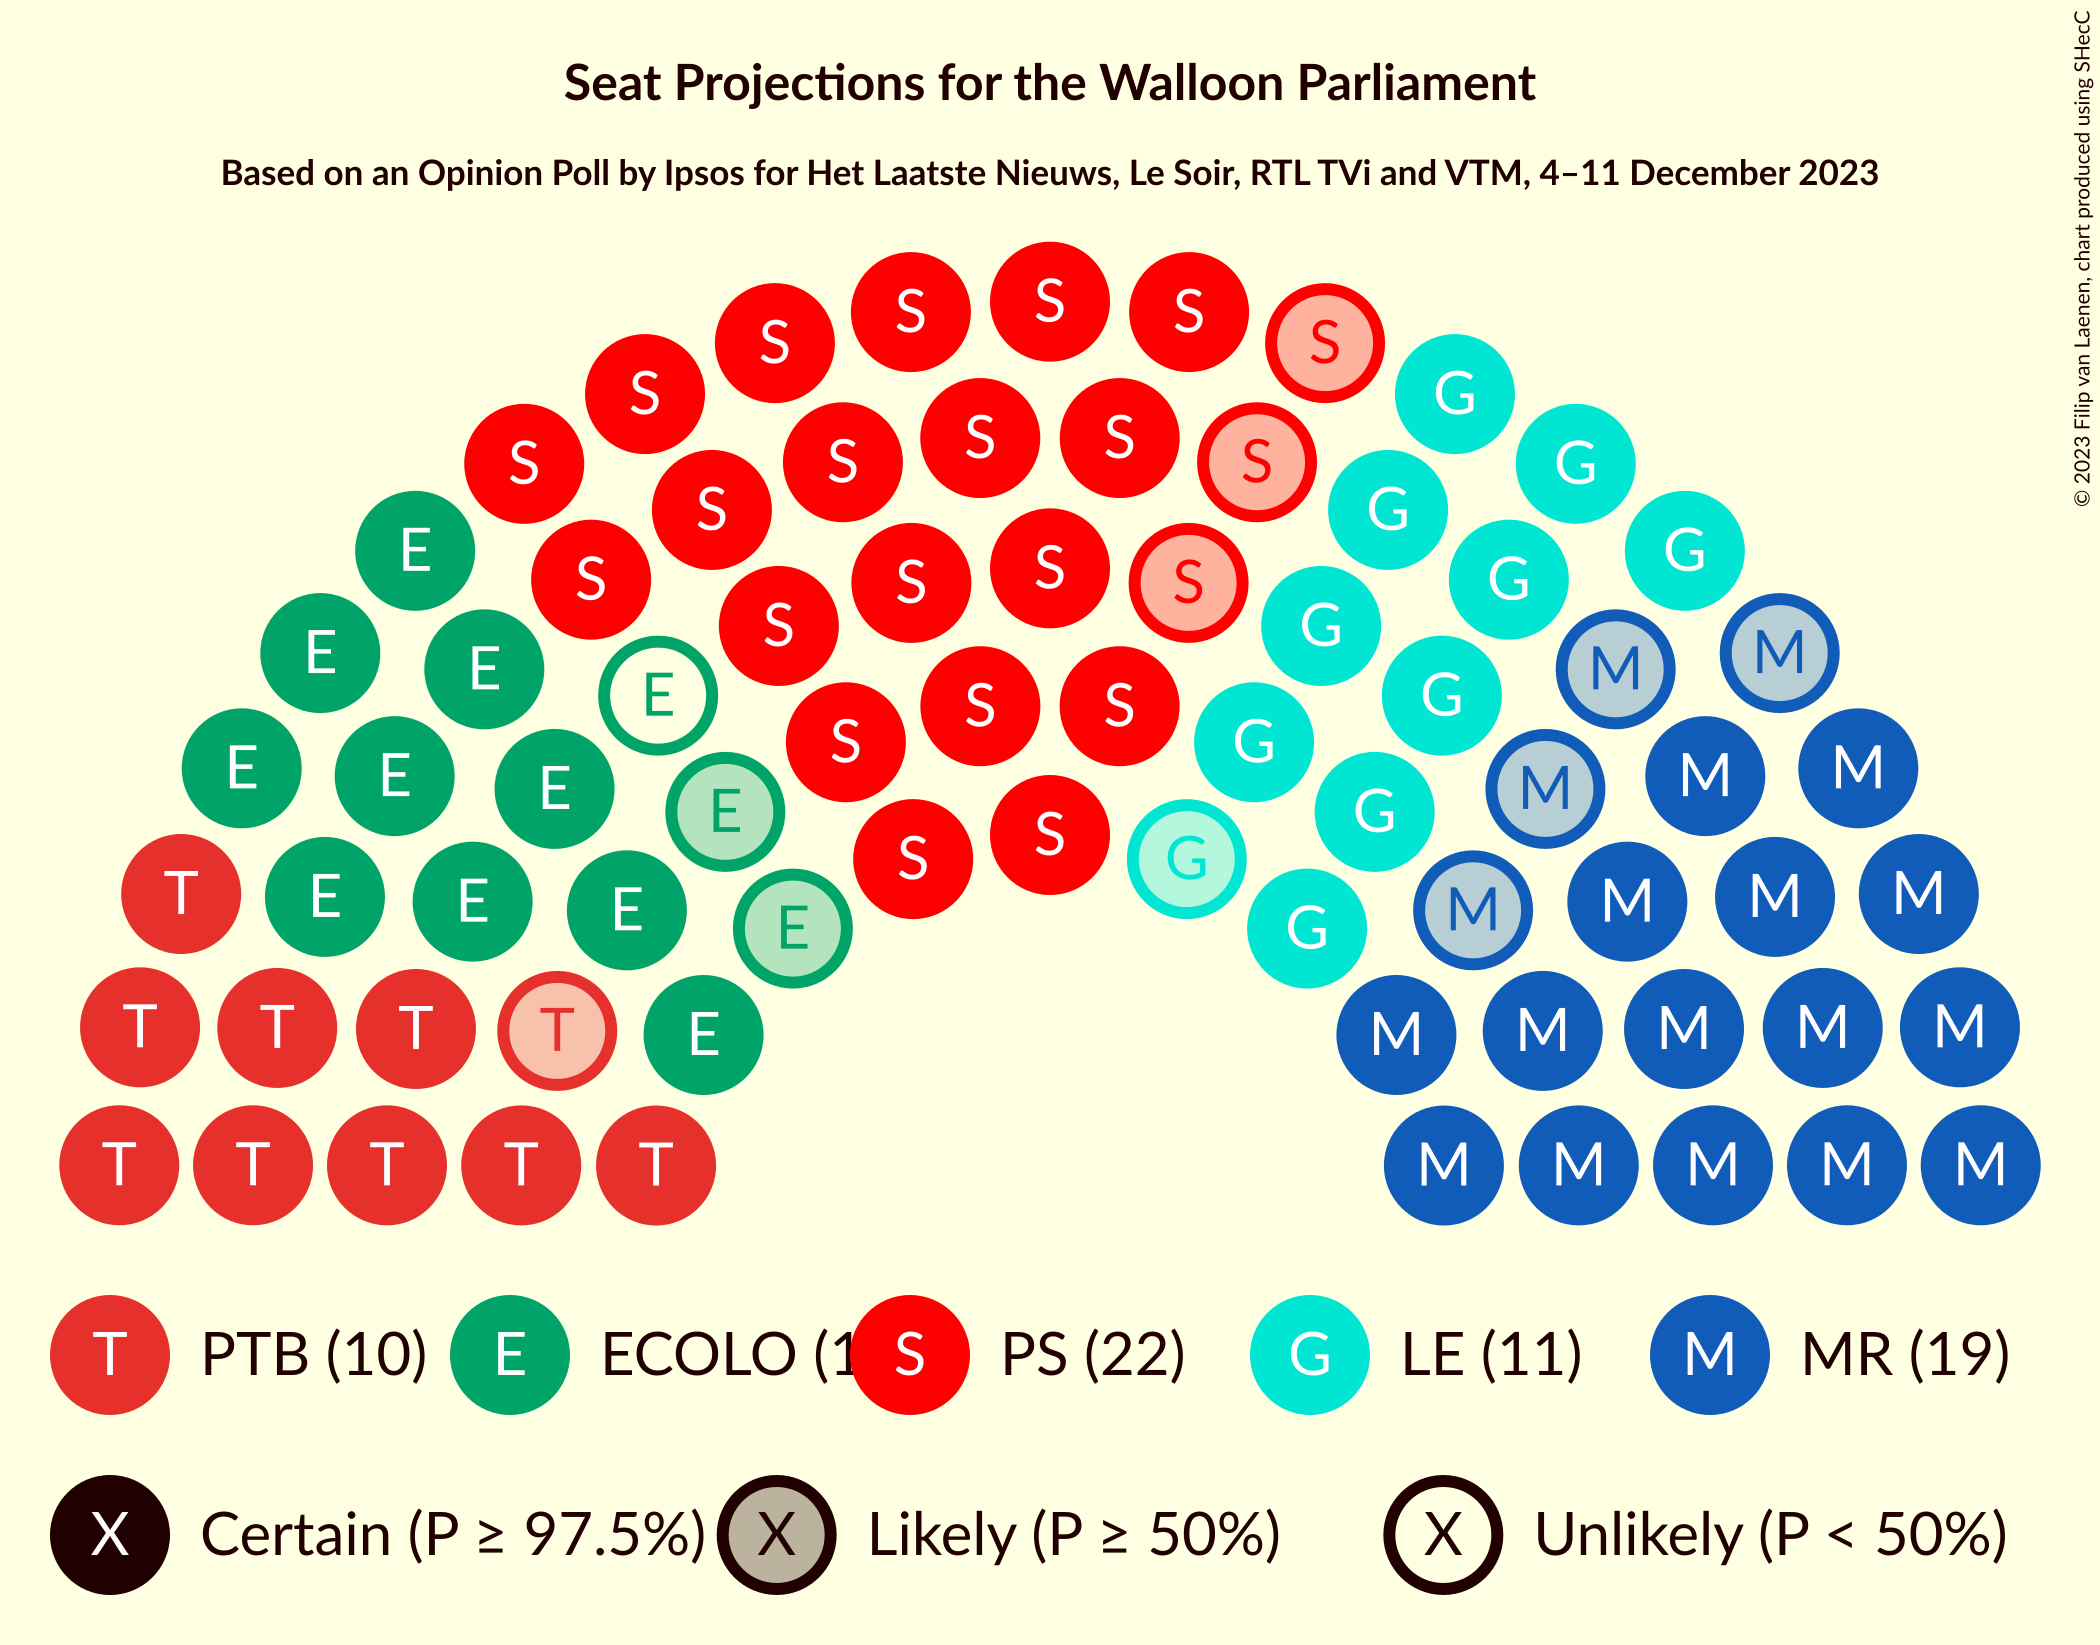 Seat Projections for the Walloon Parliament
Based on an Opinion Poll by Ipsos for Het Laatste Nieuws, Le Soir, RTL TVi and VTM, 4–11 December 2023
© 2023 Filip van Laenen, chart produced using SHecC
S
S S
S S
S G
S S
S S S G
S G
E G
S
S S S G
S G
E M
E M
E G
S S
S G
E M
E M
E M
E G
S
S G
T E M M
E M
E M
E G
T T T T E M M M M M
T T T T T M M M M M
T PTB (10) E ECOLO (1 S PS (22) G LE (11) M MR (19)
X Certain (P ≥ 97.5%) X Likely (P ≥ 50%) X Unlikely (P < 50%)